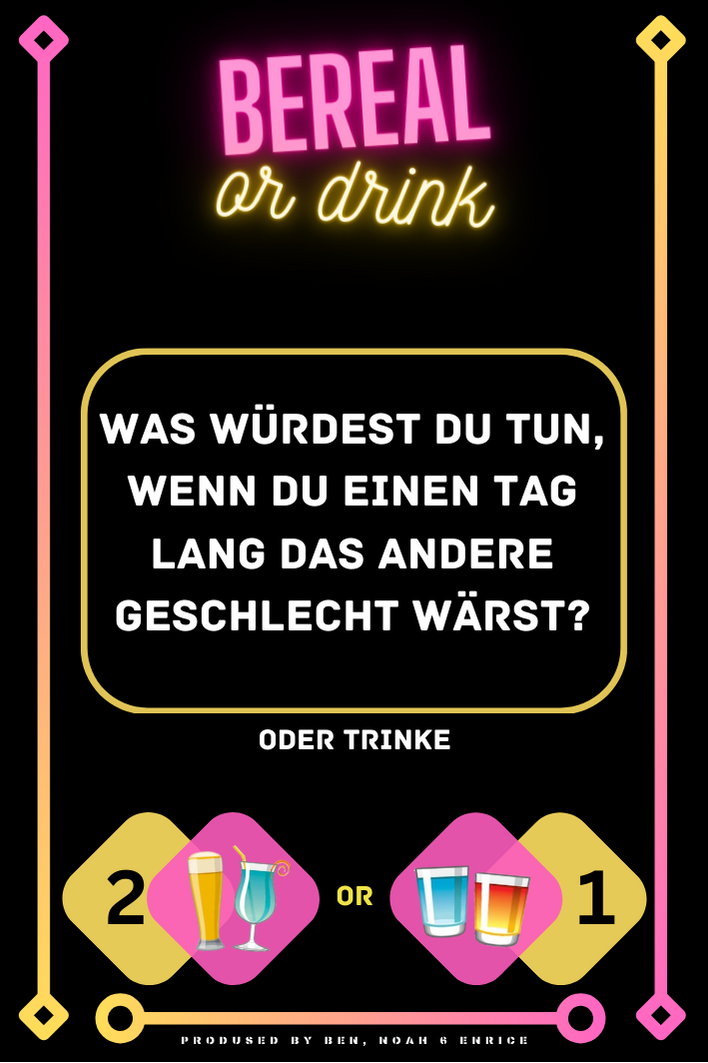 BEREAL
or drink
WAS WÜRDEST DU TUN,
WENN DU EINEN TAG
LANG DAS ANDERE
GESCHLECHT WÄRST?
ODER TRINKE
2 OR 1
PRODUSED BY BEN, NOAH 6 ENRICE